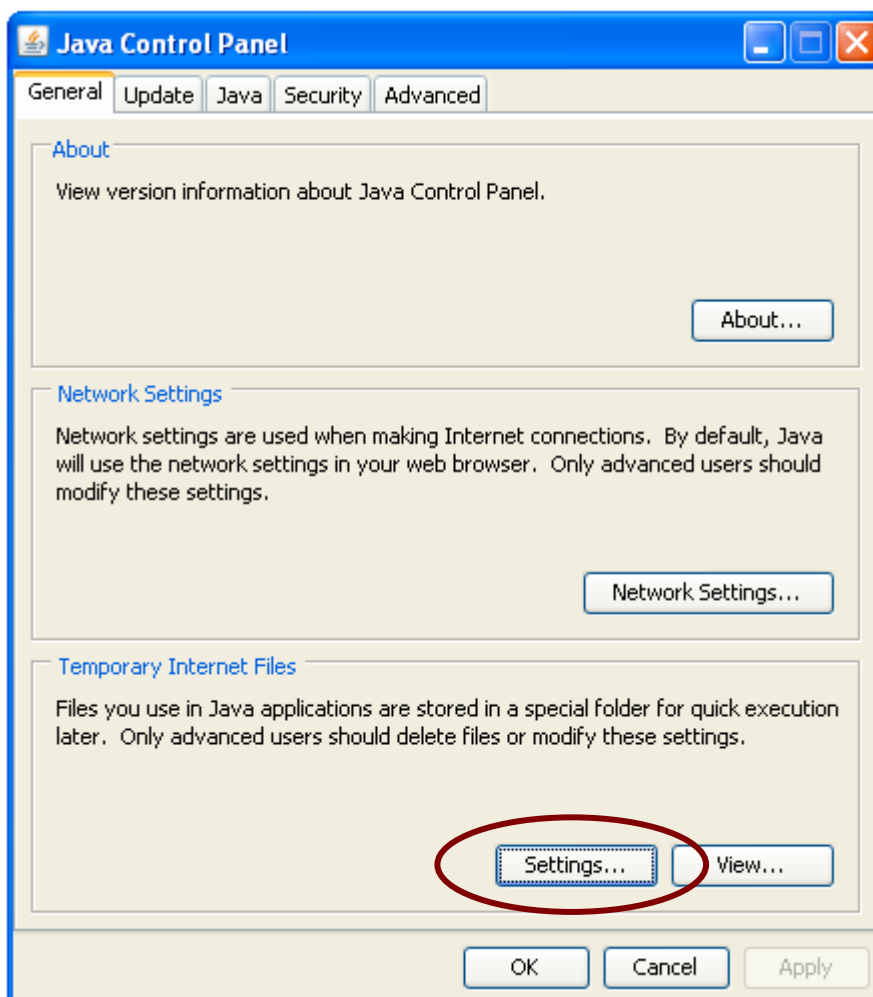 Java Control Panel
General Update Java Security Advanced
About
View version information about Java Control Panel.
About...
Network Settings
Network settings are used when making Internet connections.  By default, Java
will use the network settings in your web browser.  Only advanced users should
modify these settings.
Network Settings...
Temporary Internet Files
Files you use in Java applications are stored in a special folder for quick execution
later.  Only advanced users should delete files or modify these settings.
Settings... View...
OK Cancel Apply